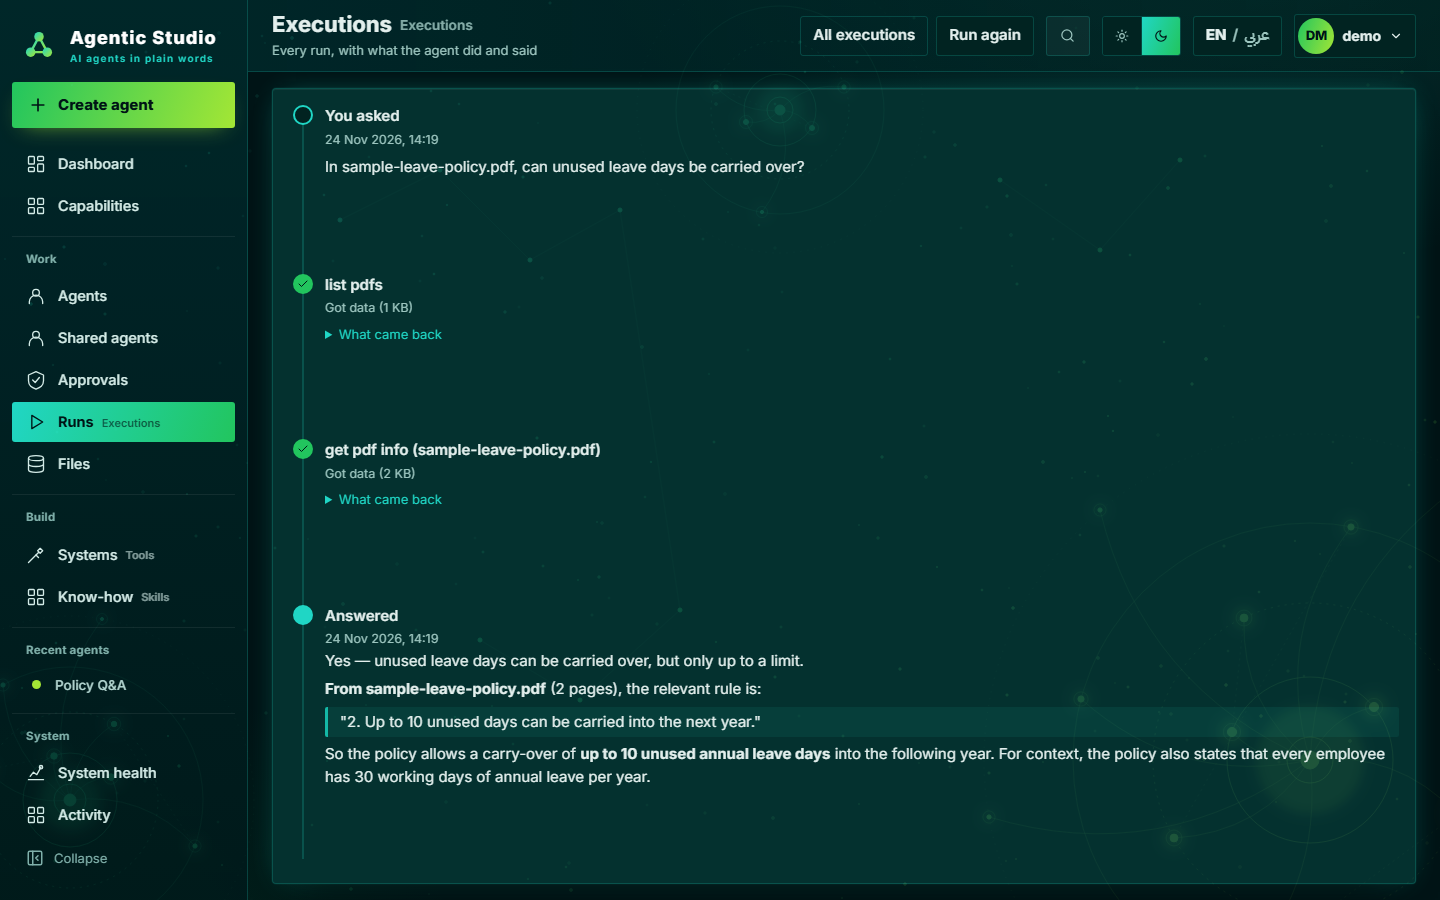 Agentic Studio
AI agents in plain words
Create agent
Dashboard
Capabilities
Work
Agents
Shared agents
Approvals
Runs Executions
Files
Build
Systems Tools
Know-how Skills
Recent agents
Policy Q&A
System
System health
Activity
Collapse
Executions Executions
Every run, with what the agent did and said
All executions
Run again
EN / عربي
DM demo
You asked
24 Nov 2026, 14:19
In sample-leave-policy.pdf, can unused leave days be carried over?
list pdfs
Got data (1 KB)
What came back
get pdf info (sample-leave-policy.pdf)
Got data (2 KB)
What came back
Answered
24 Nov 2026, 14:19
Yes — unused leave days can be carried over, but only up to a limit.
From sample-leave-policy.pdf (2 pages), the relevant rule is:
"2. Up to 10 unused days can be carried into the next year."
So the policy allows a carry-over of up to 10 unused annual leave days into the following year. For context, the policy also states that every employee
has 30 working days of annual leave per year.